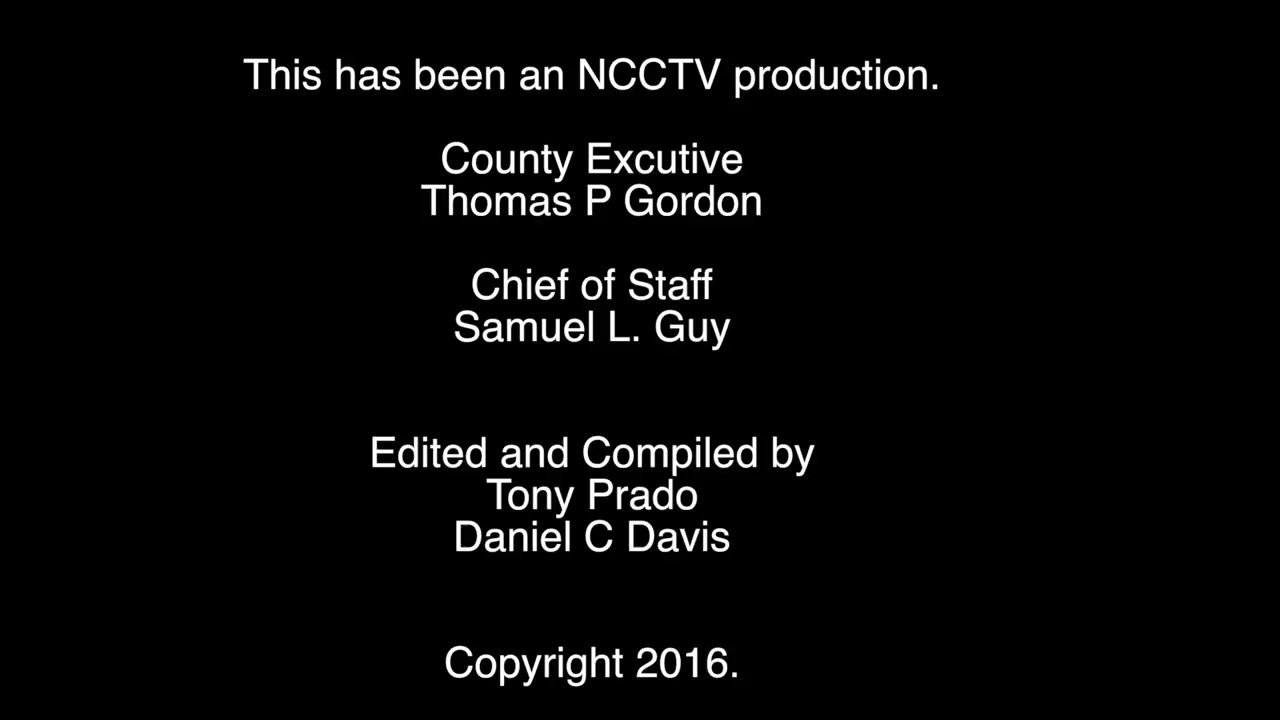 This has been an NCCTV production.
County Excutive
Thomas P Gordon
Chief of Staff
Samuel L. Guy
Edited and Compiled by
Tony Prado
Daniel C Davis
Copyright 2016.